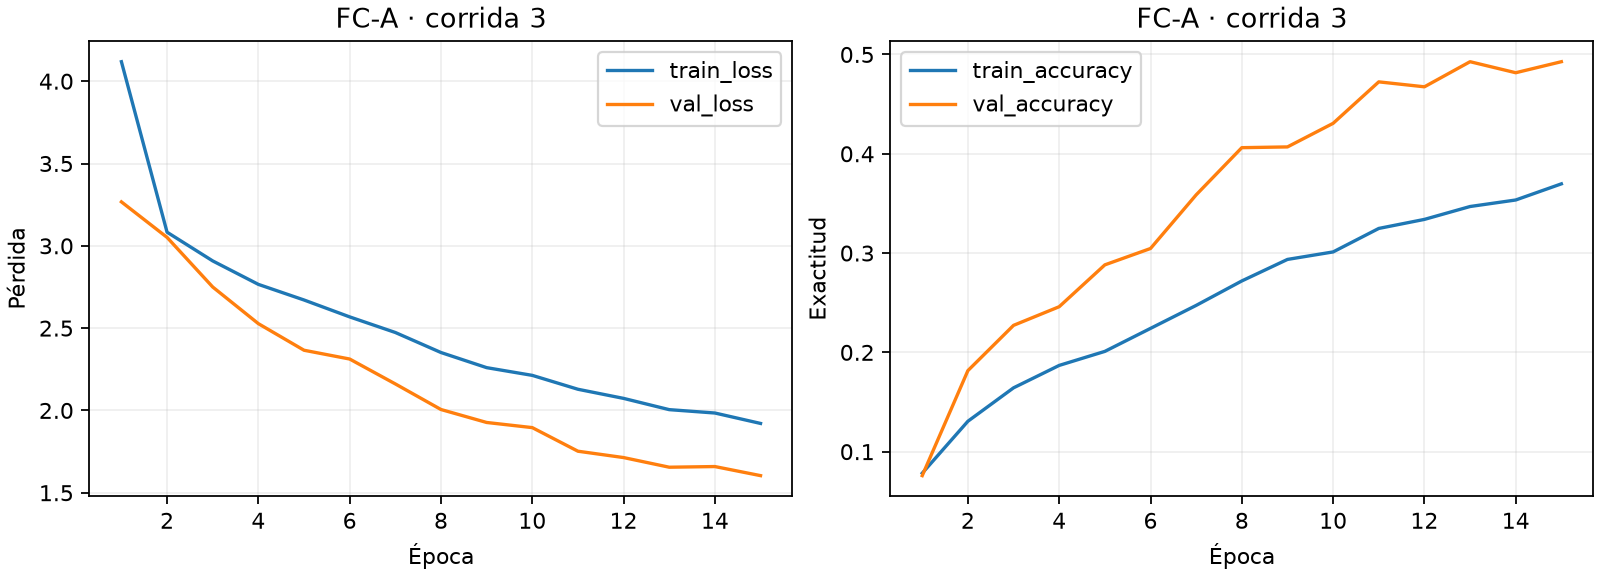 FC-A · corrida 3
4.0
3.5
3.0
2.5
2.0
1.5
Pérdida
train_loss
val_loss
2 4 6 8 10 12 14
Época
FC-A · corrida 3
0.5
0.4
0.3
0.2
0.1
Exactitud
train_accuracy
val_accuracy
2 4 6 8 10 12 14
Época